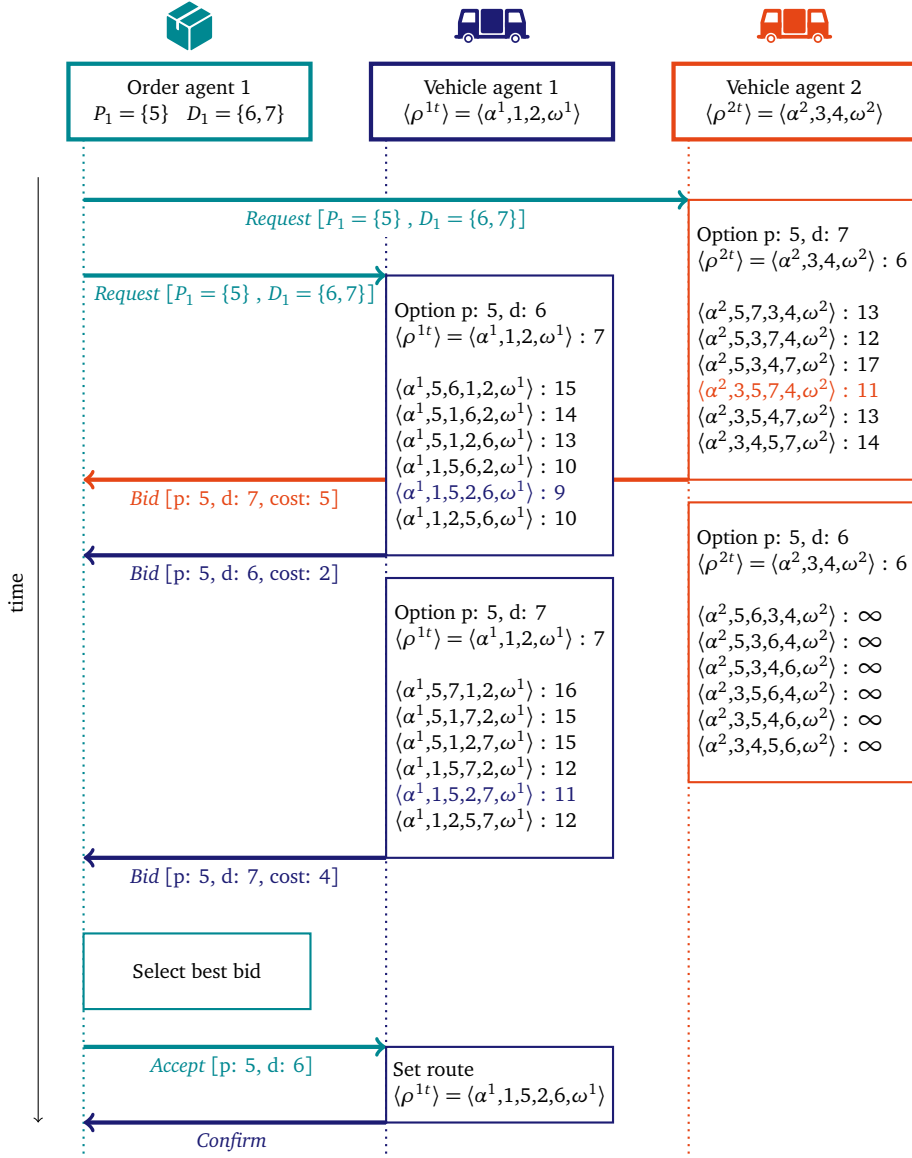 Order agent 1
P₁ = {5} D₁ = {6,7}
Vehicle agent 1
⟨ρ¹ᵗ⟩ = ⟨α¹,1,2,ω¹⟩
Vehicle agent 2
⟨ρ²ᵗ⟩ = ⟨α²,3,4,ω²⟩
time
Request [P₁ = {5} , D₁ = {6,7}]
Option p: 5, d: 7
⟨ρ²ᵗ⟩ = ⟨α²,3,4,ω²⟩ : 6
⟨α²,5,7,3,4,ω²⟩ : 13
⟨α²,5,3,7,4,ω²⟩ : 12
⟨α²,5,3,4,7,ω²⟩ : 17
⟨α²,3,5,7,4,ω²⟩ : 11
⟨α²,3,5,4,7,ω²⟩ : 13
⟨α²,3,4,5,7,ω²⟩ : 14
Request [P₁ = {5} , D₁ = {6,7}]
Option p: 5, d: 6
⟨ρ¹ᵗ⟩ = ⟨α¹,1,2,ω¹⟩ : 7
⟨α¹,5,6,1,2,ω¹⟩ : 15
⟨α¹,5,1,6,2,ω¹⟩ : 14
⟨α¹,5,1,2,6,ω¹⟩ : 13
⟨α¹,1,5,6,2,ω¹⟩ : 10
⟨α¹,1,5,2,6,ω¹⟩ : 9
⟨α¹,1,2,5,6,ω¹⟩ : 10
Bid [p: 5, d: 7, cost: 5]
Bid [p: 5, d: 6, cost: 2]
Option p: 5, d: 6
⟨ρ²ᵗ⟩ = ⟨α²,3,4,ω²⟩ : 6
⟨α²,5,6,3,4,ω²⟩ : ∞
⟨α²,5,3,6,4,ω²⟩ : ∞
⟨α²,5,3,4,6,ω²⟩ : ∞
⟨α²,3,5,6,4,ω²⟩ : ∞
⟨α²,3,5,4,6,ω²⟩ : ∞
⟨α²,3,4,5,6,ω²⟩ : ∞
Option p: 5, d: 7
⟨ρ¹ᵗ⟩ = ⟨α¹,1,2,ω¹⟩ : 7
⟨α¹,5,7,1,2,ω¹⟩ : 16
⟨α¹,5,1,7,2,ω¹⟩ : 15
⟨α¹,5,1,2,7,ω¹⟩ : 15
⟨α¹,1,5,7,2,ω¹⟩ : 12
⟨α¹,1,5,2,7,ω¹⟩ : 11
⟨α¹,1,2,5,7,ω¹⟩ : 12
Bid [p: 5, d: 7, cost: 4]
Select best bid
Accept [p: 5, d: 6]
Set route
⟨ρ¹ᵗ⟩ = ⟨α¹,1,5,2,6,ω¹⟩
Confirm